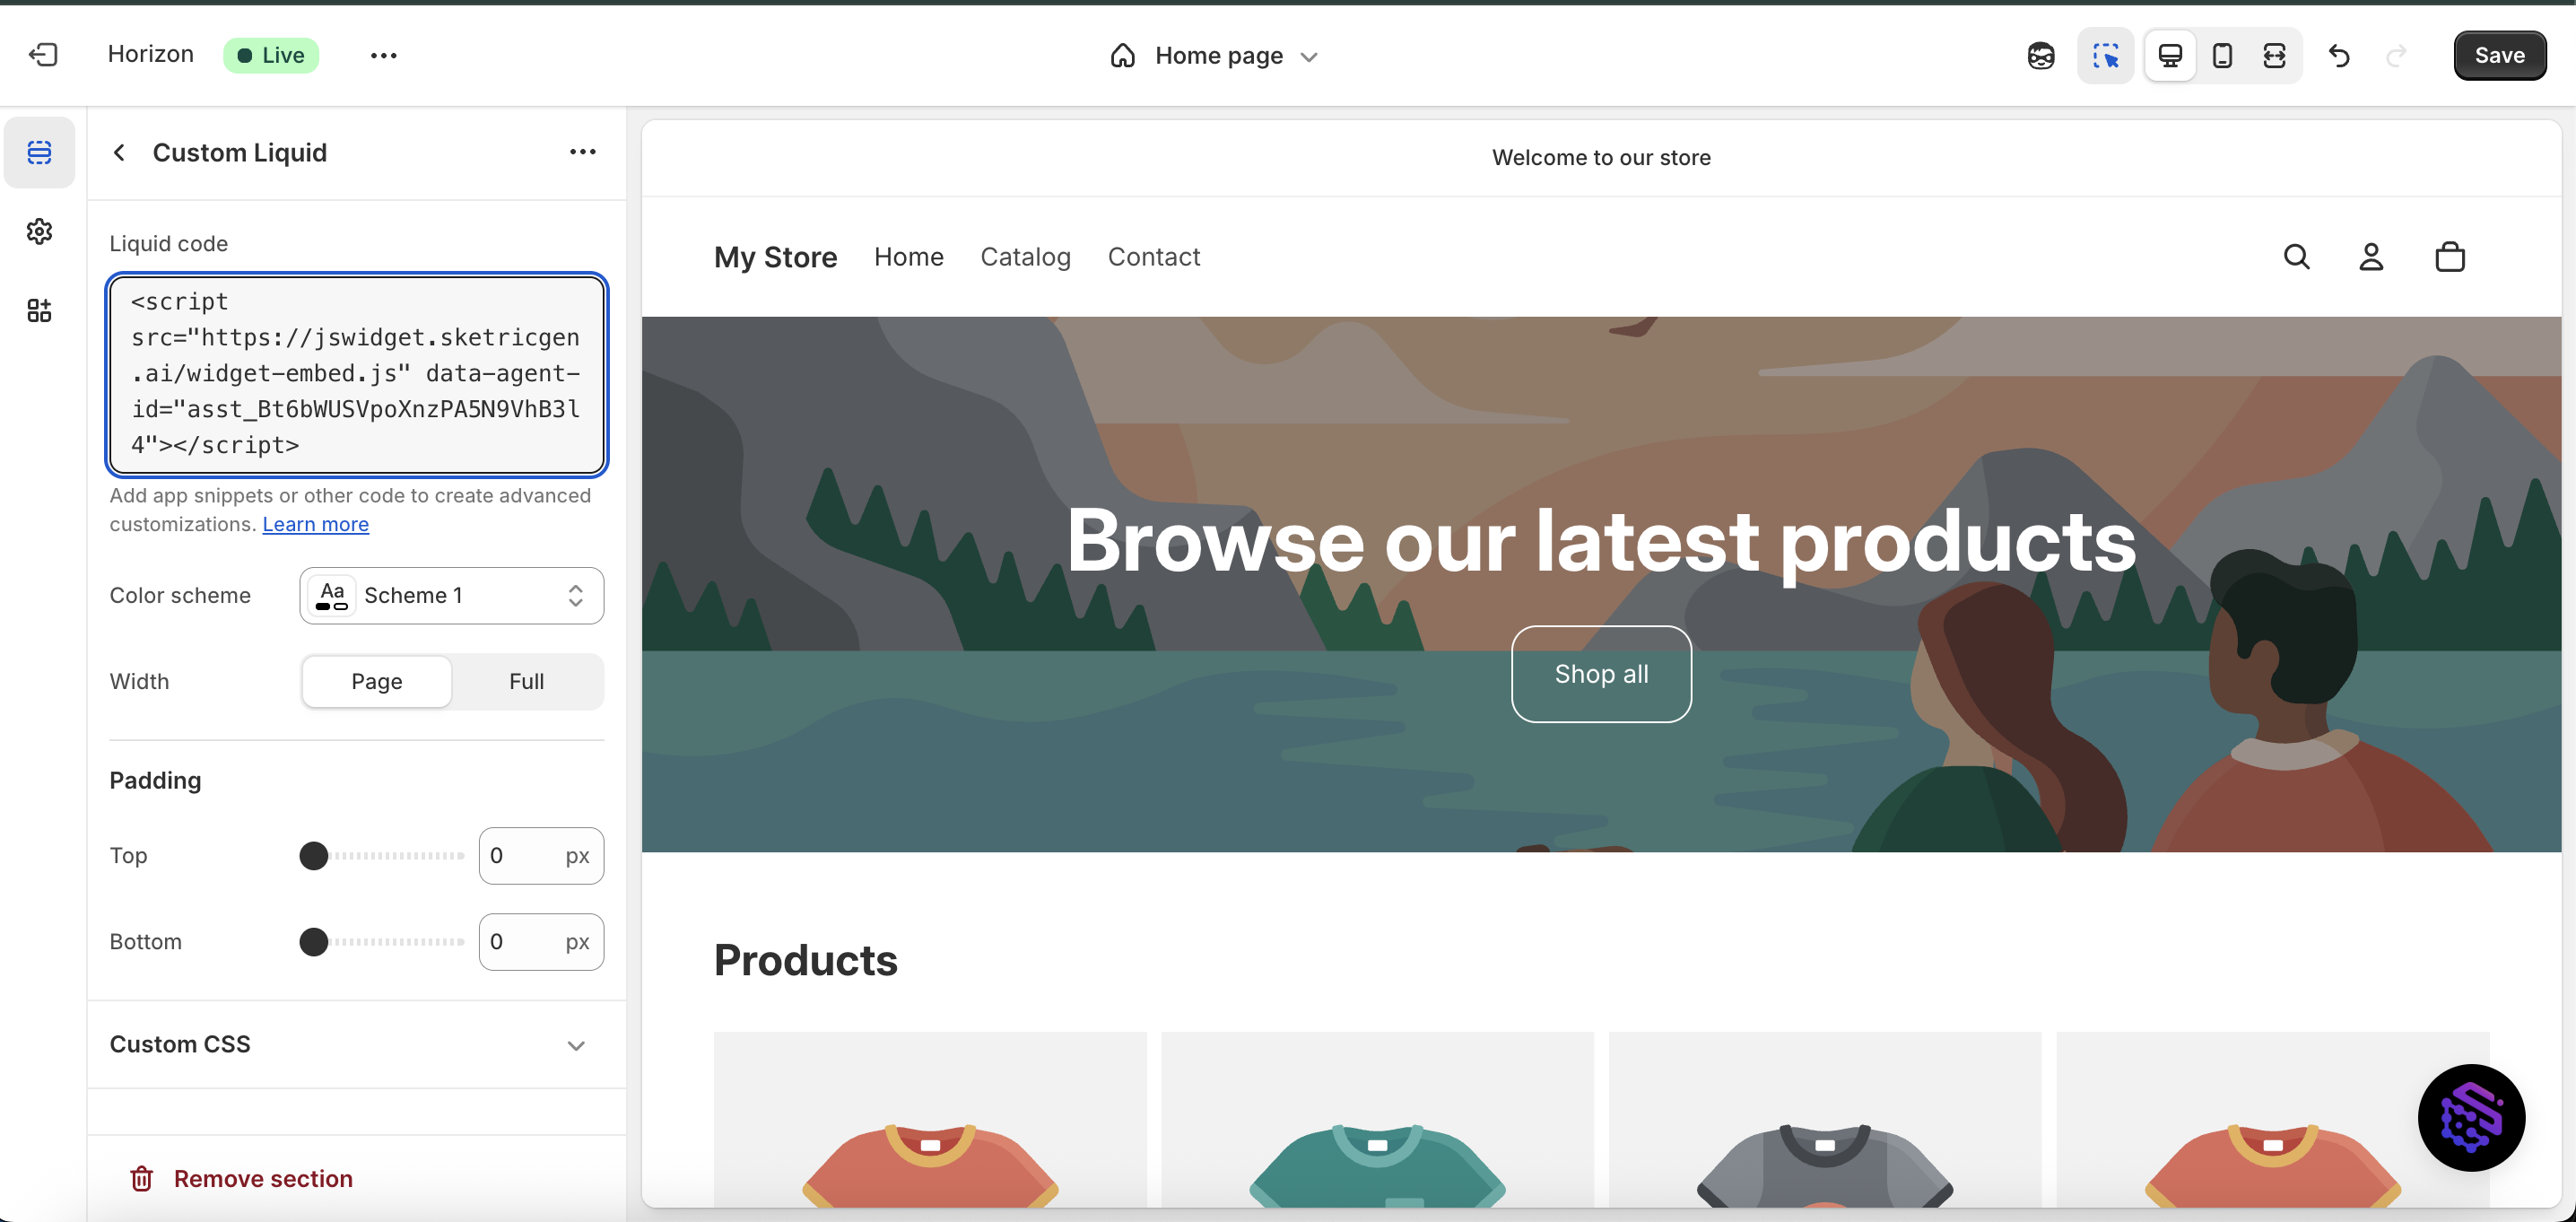 Horizon
Live
Home page
Save
Custom Liquid
Liquid code
<script
src="https://jswidget.sketricgen
.ai/widget-embed.js" data-agent-
id="asst_Bt6bWUSVpoXnzPA5N9VhB3l
4"></script>
Add app snippets or other code to create advanced
customizations. Learn more
Color scheme
Aa
Scheme 1
Width
Page
Full
Padding
Top
0 px
Bottom
0 px
Custom CSS
Remove section
Welcome to our store
My Store
Home
Catalog
Contact
Browse our latest products
Shop all
Products